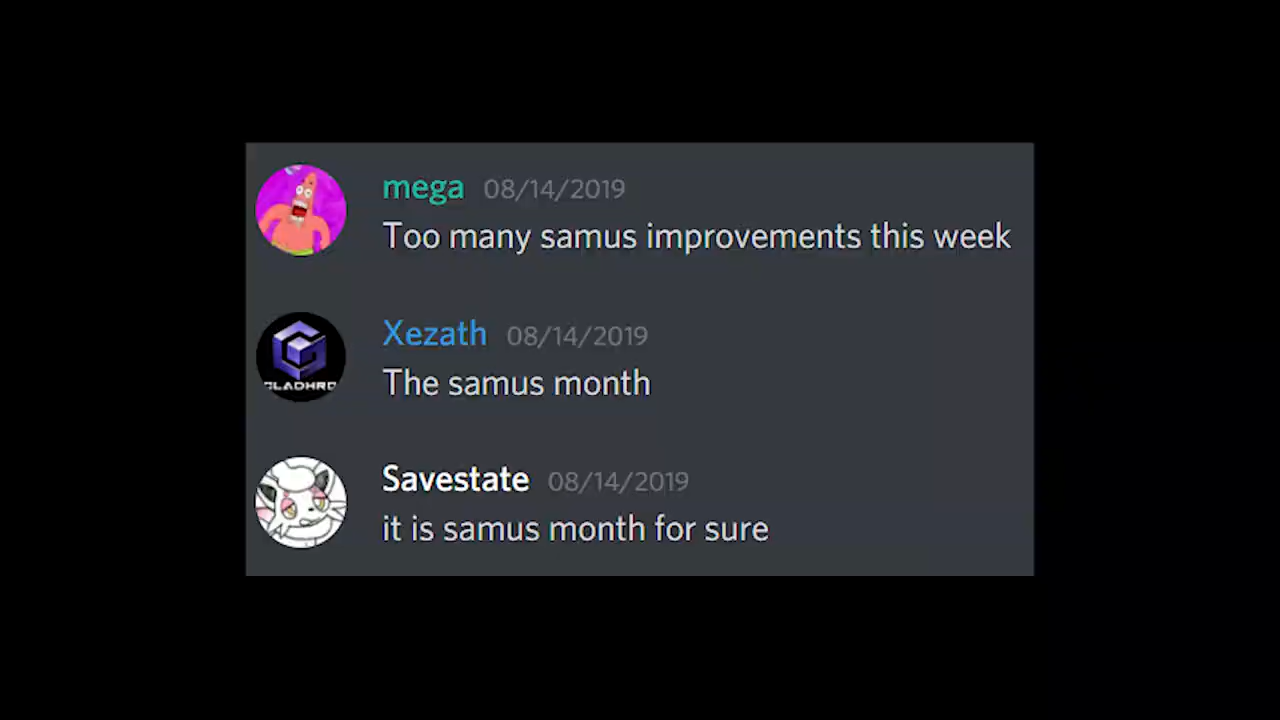 mega 08/14/2019
Too many samus improvements this week
Xezath 08/14/2019
GLADHRD
The samus month
Savestate 08/14/2019
it is samus month for sure